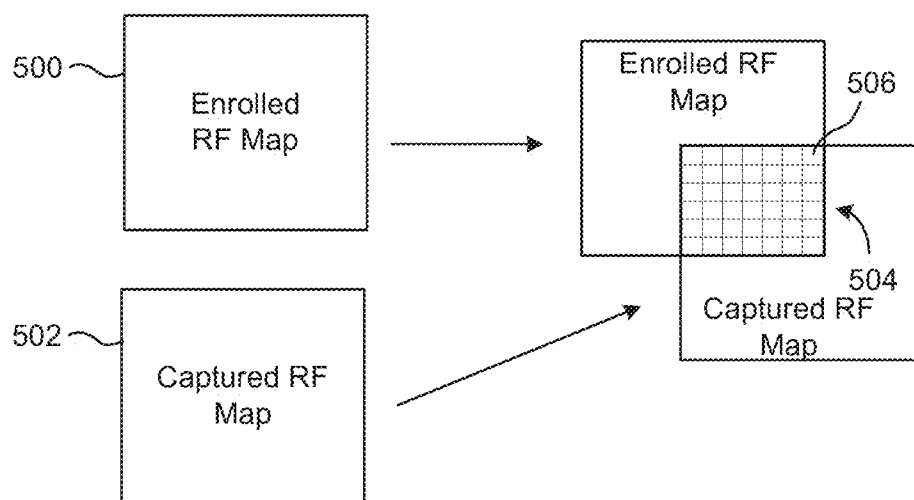 500
Enrolled
RF Map
502
Captured RF
Map
Enrolled RF
Map
506
504
Captured RF
Map